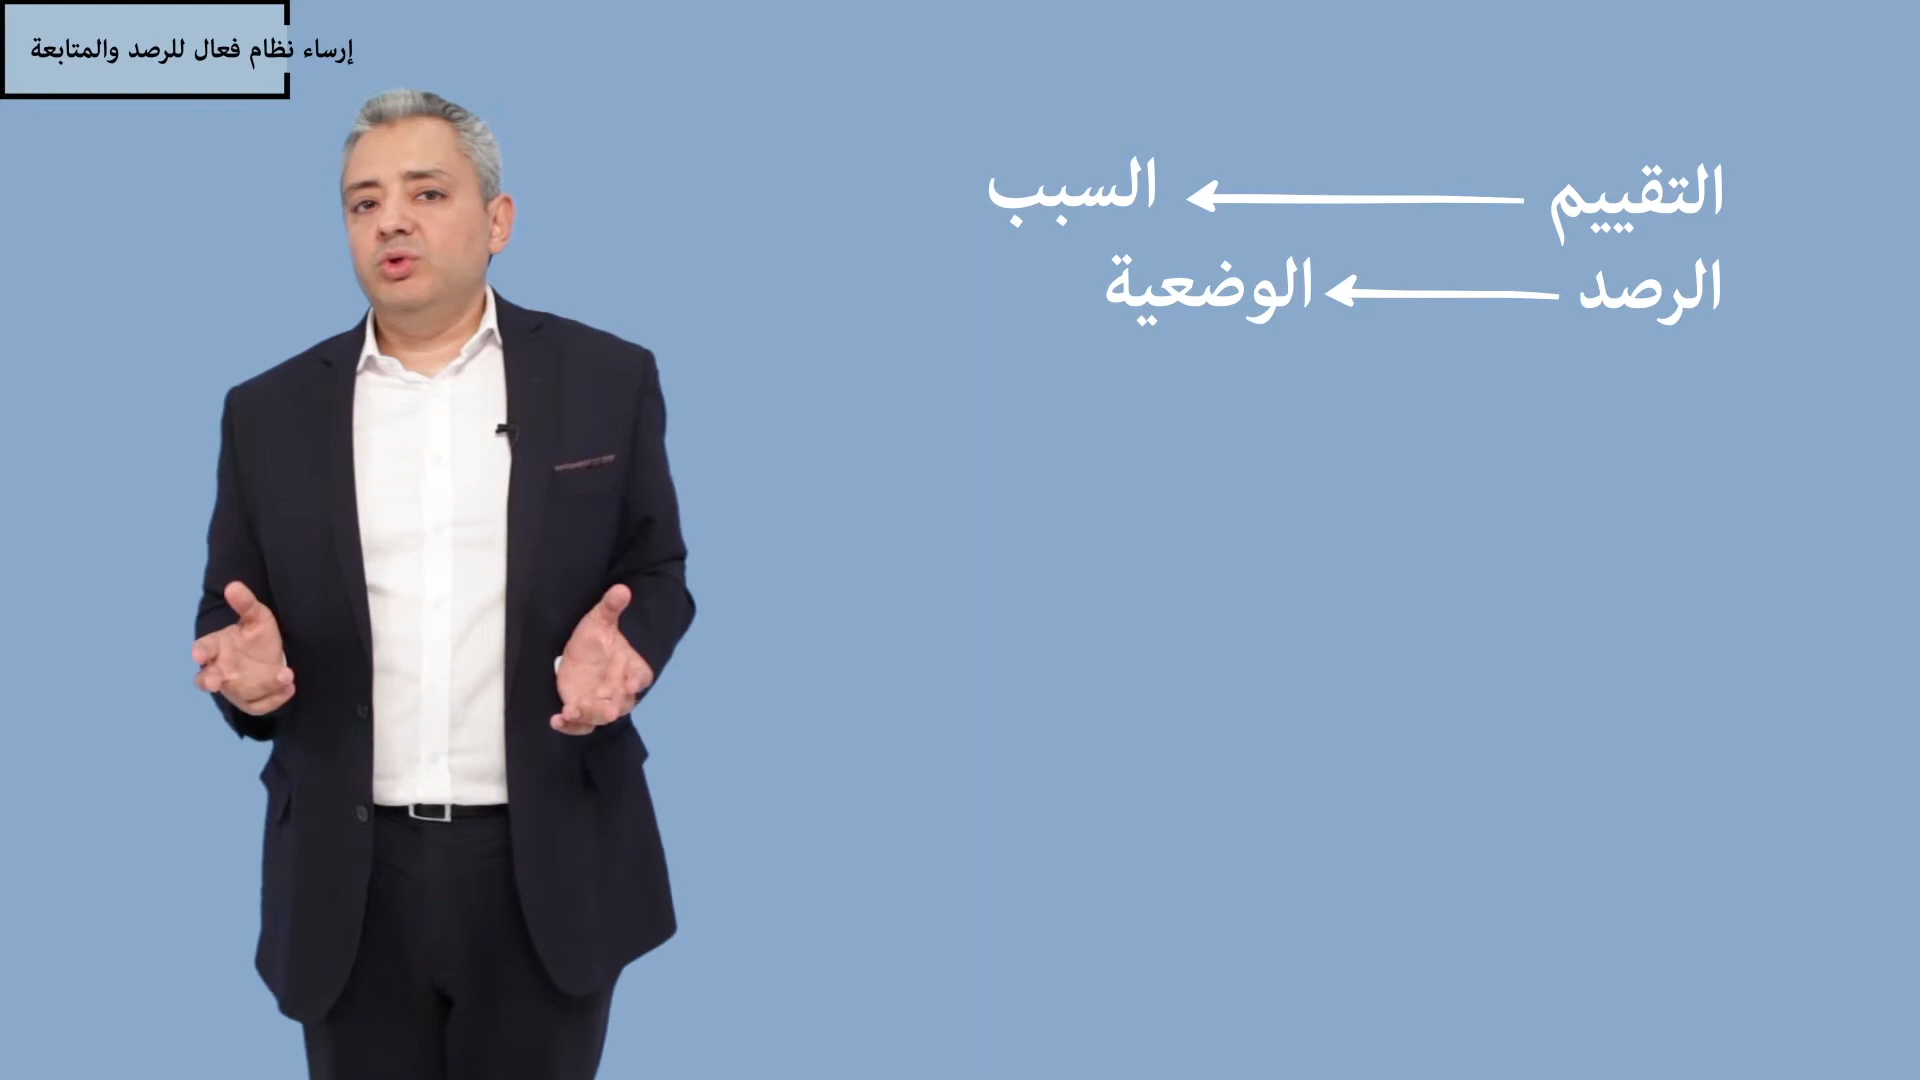 إرساء نظام فعال للرصد والمتابعة
التقييم ← السبب
الرصد ← الوضعية